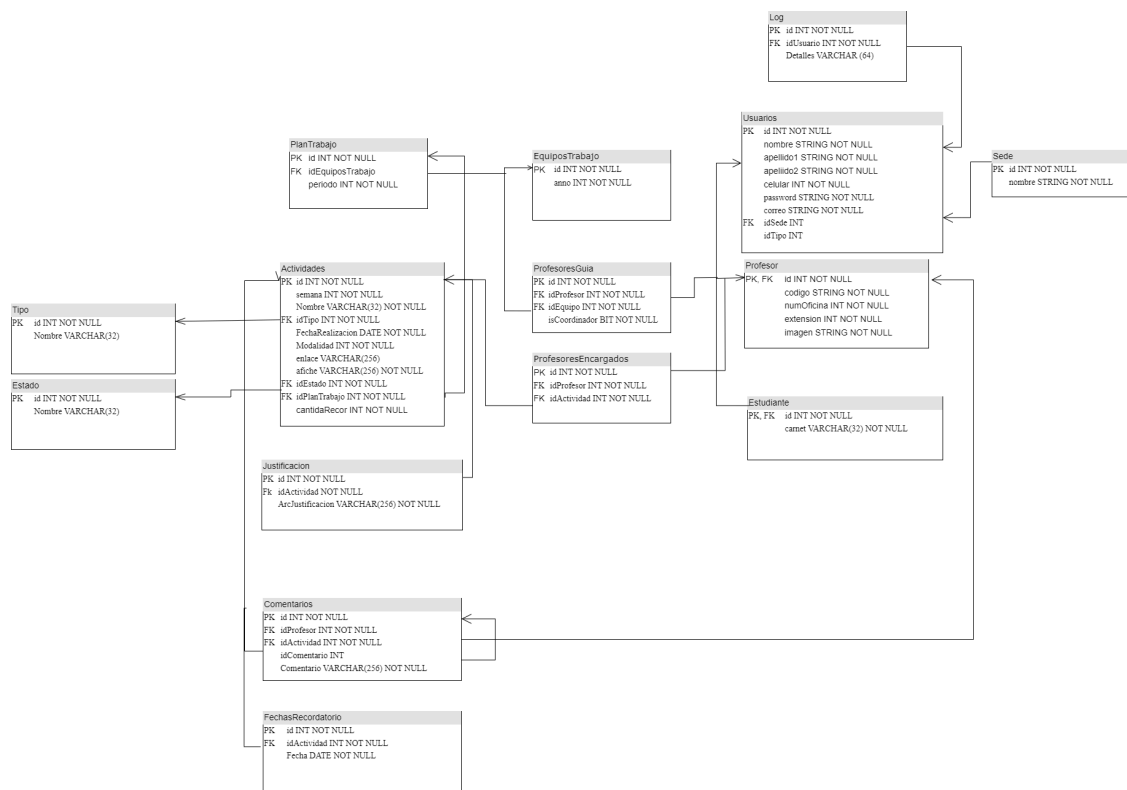 Log
PK id INT NOT NULL
FK idUsuario INT NOT NULL
Detalles VARCHAR (64)
Usuarios
PK id INT NOT NULL
nombre STRING NOT NULL
apellido1 STRING NOT NULL
apeliido2 STRING NOT NULL
celular INT NOT NULL
password STRING NOT NULL
correo STRING NOT NULL
FK idSede INT
idTipo INT
Sede
PK id INT NOT NULL
nombre STRING NOT NULL
PlanTrabajo
PK id INT NOT NULL
FK idEquiposTrabajo
periodo INT NOT NULL
EquiposTrabajo
PK id INT NOT NULL
anno INT NOT NULL
Actividades
PK id INT NOT NULL
semana INT NOT NULL
Nombre VARCHAR(32) NOT NULL
FK idTipo INT NOT NULL
FechaRealizacion DATE NOT NULL
Modalidad INT NOT NULL
enlace VARCHAR(256)
afiche VARCHAR(256) NOT NULL
FK idEstado INT NOT NULL
FK idPlanTrabajo INT NOT NULL
cantidaRecor INT NOT NULL
ProfesoresGuia
PK id INT NOT NULL
FK idProfesor INT NOT NULL
FK idEquipo INT NOT NULL
isCoordinador BIT NOT NULL
Profesor
PK, FK id INT NOT NULL
codigo STRING NOT NULL
numOficina INT NOT NULL
extension INT NOT NULL
imagen STRING NOT NULL
Tipo
PK id INT NOT NULL
Nombre VARCHAR(32)
Estado
PK id INT NOT NULL
Nombre VARCHAR(32)
ProfesoresEncargados
PK id INT NOT NULL
FK idProfesor INT NOT NULL
FK idActividad INT NOT NULL
Estudiante
PK, FK id INT NOT NULL
carnet VARCHAR(32) NOT NULL
Justificacion
PK id INT NOT NULL
Fk idActividad NOT NULL
ArcJustificacion VARCHAR(256) NOT NULL
Comentarios
PK id INT NOT NULL
FK idProfesor INT NOT NULL
FK idActividad INT NOT NULL
idComentario INT
Comentario VARCHAR(256) NOT NULL
FechasRecordatorio
PK id INT NOT NULL
FK idActividad INT NOT NULL
Fecha DATE NOT NULL